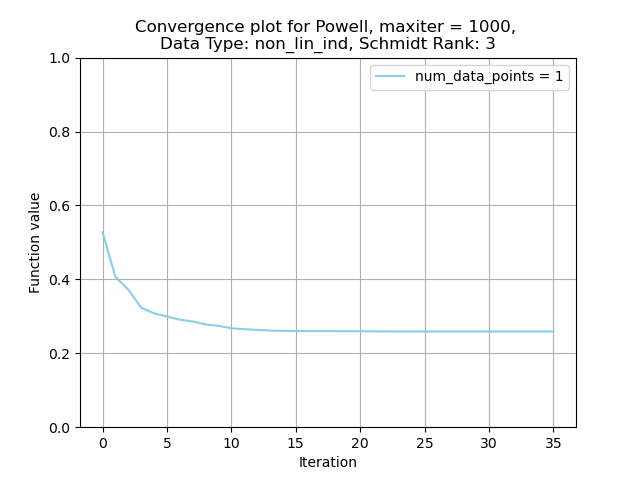 Convergence plot for Powell, maxiter = 1000,
Data Type: non_lin_ind, Schmidt Rank: 3
num_data_points = 1
Function value
1.0
0.8
0.6
0.4
0.2
0.0
0 5 10 15 20 25 30 35
Iteration